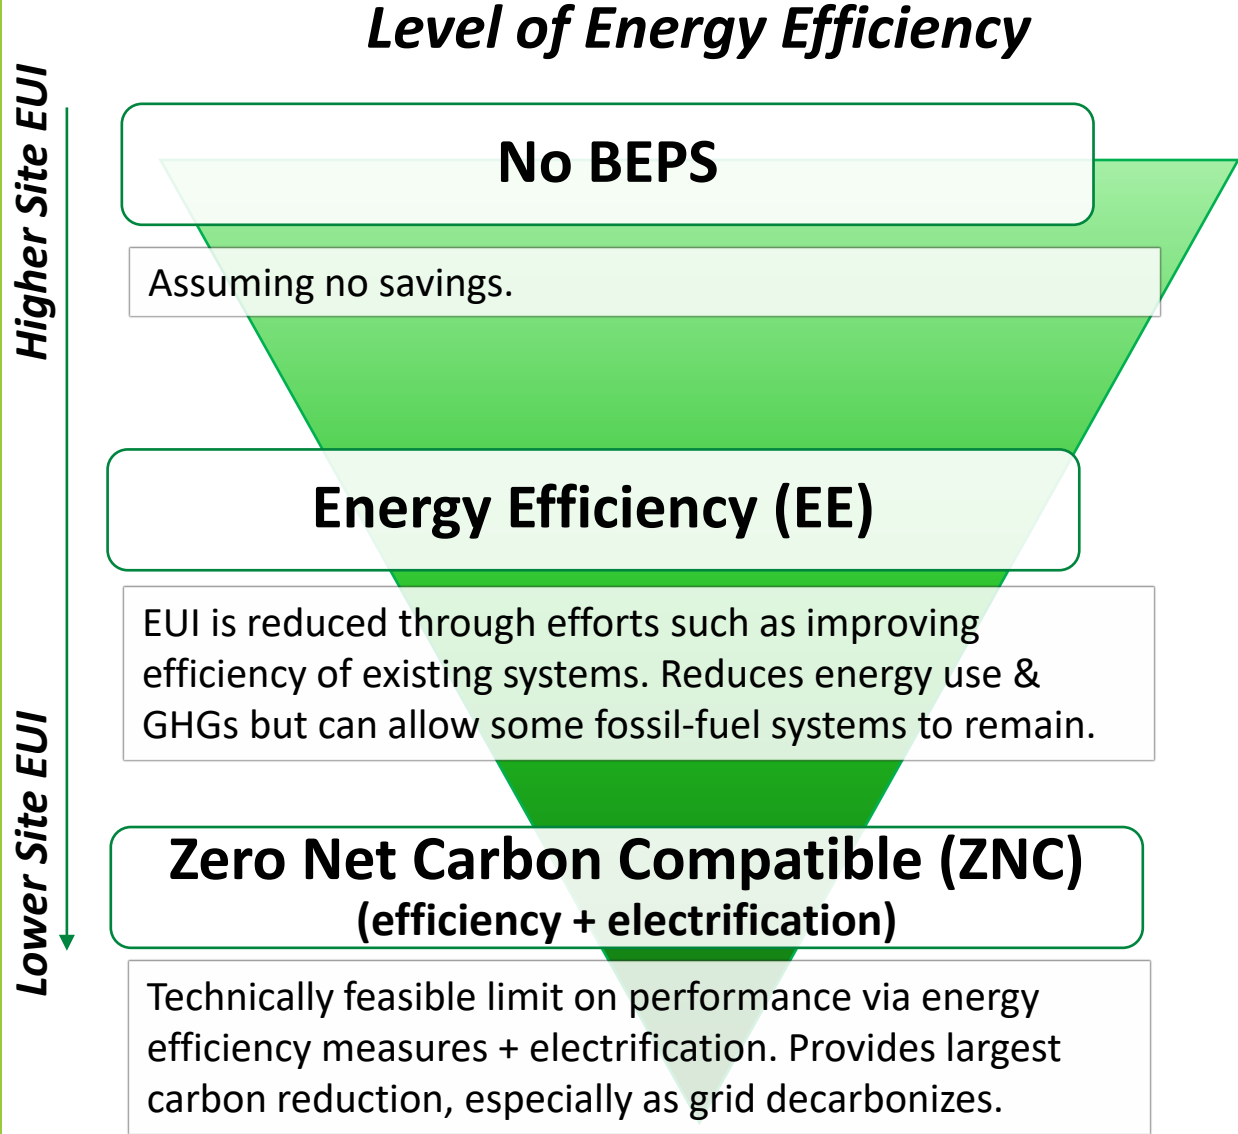 Level of Energy Efficiency
Higher Site EUI
No BEPS
Assuming no savings.
Energy Efficiency (EE)
EUI is reduced through efforts such as improving
efficiency of existing systems. Reduces energy use &
GHGs but can allow some fossil-fuel systems to remain.
Lower Site EUI
Zero Net Carbon Compatible (ZNC)
(efficiency + electrification)
Technically feasible limit on performance via energy
efficiency measures + electrification. Provides largest
carbon reduction, especially as grid decarbonizes.